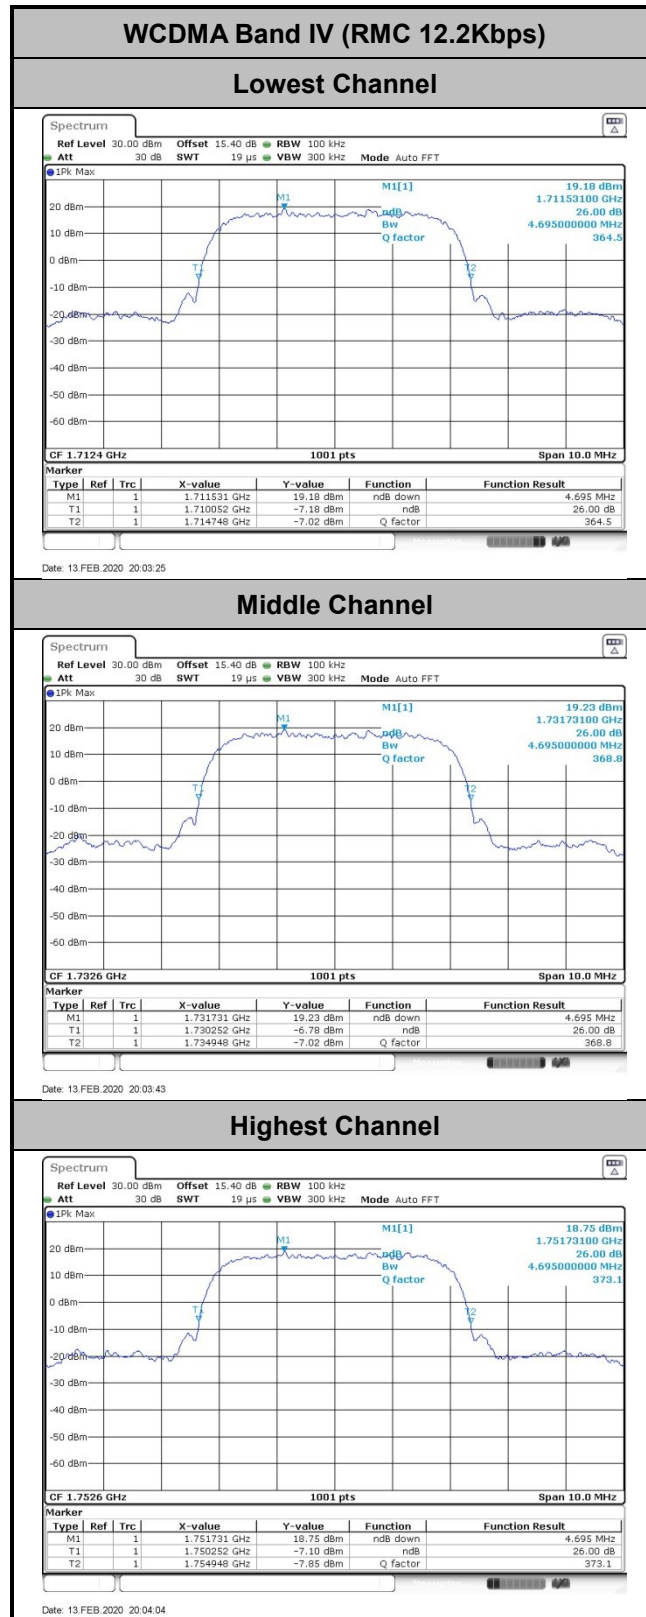 WCDMA Band IV (RMC 12.2Kbps)
Lowest Channel
Spectrum
Ref Level 30.00 dBm Offset 15.40 dB RBW 100 kHz
Att 30 dB SWT 19 µs VBW 300 kHz Mode Auto FFT
1Pk Max
M1[1] 19.18 dBm
1.71153100 GHz
ndB 26.00 dB
Bw 4.695000000 MHz
Q factor 364.5
M1
T1
T2
20 dBm
10 dBm
0 dBm
-10 dBm
-20 dBm
-30 dBm
-40 dBm
-50 dBm
-60 dBm
CF 1.7124 GHz 1001 pts Span 10.0 MHz
Marker
Type Ref Trc X-value Y-value Function Function Result
M1 1 1.711531 GHz 19.18 dBm ndB down 4.695 MHz
T1 1 1.710052 GHz -7.18 dBm ndB 26.00 dB
T2 1 1.714748 GHz -7.02 dBm Q factor 364.5
Date: 13.FEB.2020 20:03:25
Middle Channel
Spectrum
Ref Level 30.00 dBm Offset 15.40 dB RBW 100 kHz
Att 30 dB SWT 19 µs VBW 300 kHz Mode Auto FFT
1Pk Max
M1[1] 19.23 dBm
1.73173100 GHz
ndB 26.00 dB
Bw 4.695000000 MHz
Q factor 368.8
M1
T1
T2
20 dBm
10 dBm
0 dBm
-10 dBm
-20 dBm
-30 dBm
-40 dBm
-50 dBm
-60 dBm
CF 1.7326 GHz 1001 pts Span 10.0 MHz
Marker
Type Ref Trc X-value Y-value Function Function Result
M1 1 1.731731 GHz 19.23 dBm ndB down 4.695 MHz
T1 1 1.730252 GHz -6.78 dBm ndB 26.00 dB
T2 1 1.734948 GHz -7.02 dBm Q factor 368.8
Date: 13.FEB.2020 20:03:43
Highest Channel
Spectrum
Ref Level 30.00 dBm Offset 15.40 dB RBW 100 kHz
Att 30 dB SWT 19 µs VBW 300 kHz Mode Auto FFT
1Pk Max
M1[1] 18.75 dBm
1.75173100 GHz
ndB 26.00 dB
Bw 4.695000000 MHz
Q factor 373.1
M1
T1
T2
20 dBm
10 dBm
0 dBm
-10 dBm
-20 dBm
-30 dBm
-40 dBm
-50 dBm
-60 dBm
CF 1.7526 GHz 1001 pts Span 10.0 MHz
Marker
Type Ref Trc X-value Y-value Function Function Result
M1 1 1.751731 GHz 18.75 dBm ndB down 4.695 MHz
T1 1 1.750252 GHz -7.10 dBm ndB 26.00 dB
T2 1 1.754948 GHz -7.85 dBm Q factor 373.1
Date: 13.FEB.2020 20:04:04